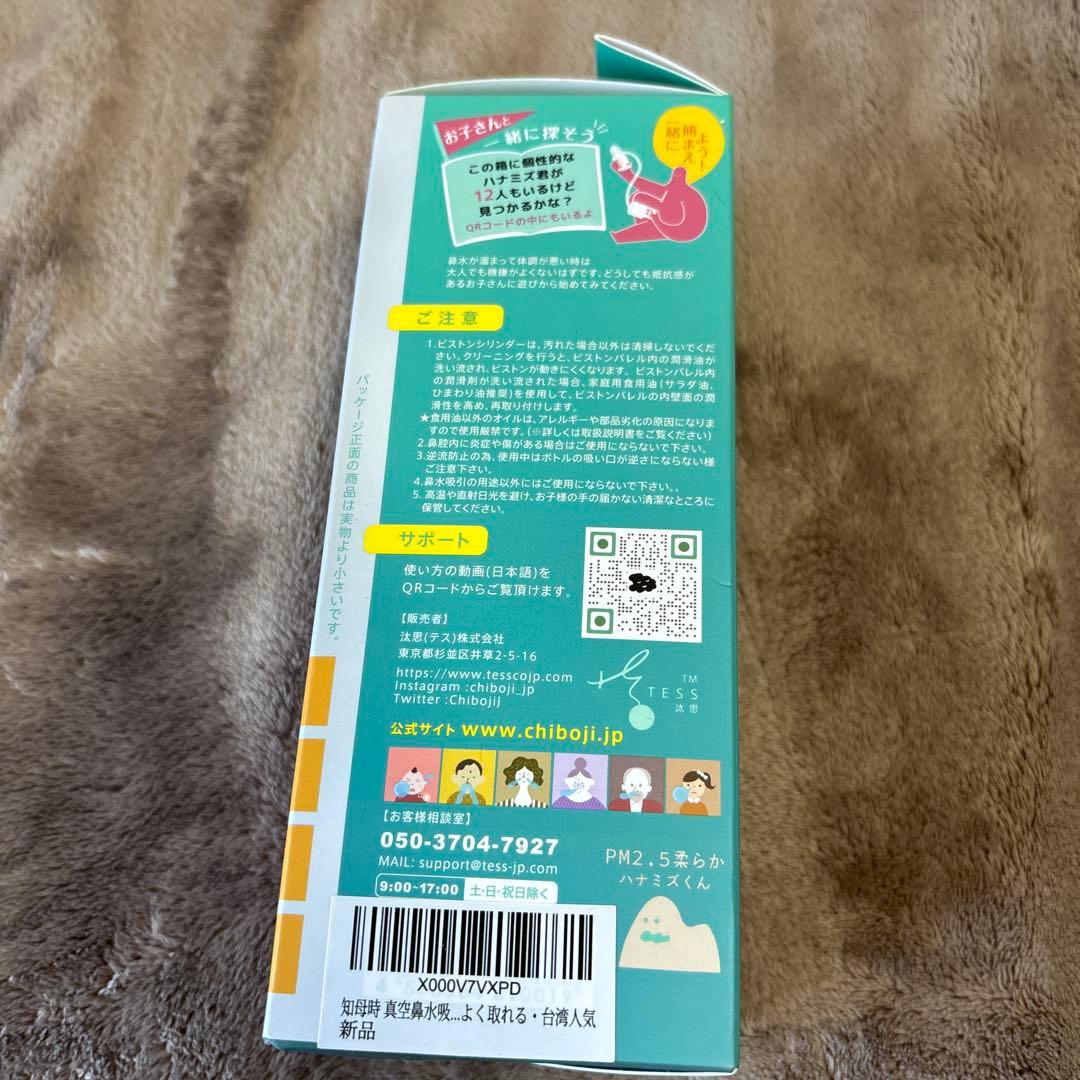 お子さんと
一緒に探そう
この箱に個性的な
ハナミズ君が
12人もいるけど
見つかるかな?
QRコードの中にもいるよ
一緒に
捕まえ
よう!
鼻水が溜まって体調が悪い時は
大人でも機嫌がよくないはずです。どうしても抵抗感が
あるお子さんに遊びから始めてみてください。
ご注意
1.ピストンシリンダーは、汚れた場合以外は清掃しないでくだ
さい。クリーニングを行うと、ピストンバレル内の潤滑油が
洗い流され、ピストンが動きにくくなります。ピストンバレル内
の潤滑剤が洗い流された場合、家庭用食用油(サラダ油、
ひまわり油推奨)を使用して、ピストンバレルの内壁面の潤
滑性を高め、再取り付けします。
★食用油以外のオイルは、アレルギーや部品劣化の原因になりま
すので使用厳禁です。(※詳しくは取扱説明書をご覧ください)
2.鼻腔内に炎症や傷がある場合はご使用にならないで下さい。
3.逆流防止の為、使用中はボトルの吸い口が逆さにならない様
ご注意下さい。
4.鼻水吸引の用途以外にはご使用にならないで下さい。。
5.高温や直射日光を避け、お子様の手の届かない清潔なところに
保管してください。
パッケージ正面の商品は実物より小さいです。
サポート
使い方の動画(日本語)を
QRコードからご覧頂けます。
【販売者】
汰思(テス)株式会社
東京都杉並区井草2-5-16
https://www.tesscojp.com
Instagram :chiboji_jp
Twitter :ChibojiJ
TM
TESS
汰思
公式サイト www.chiboji.jp
【お客様相談室】
050-3704-7927
MAIL: support@tess-jp.com
9:00~17:00 土・日・祝日除く
PM2.5柔らか
ハナミズくん
X000V7VXPD
知母時 真空鼻水吸...よく取れる・台湾人気
新品